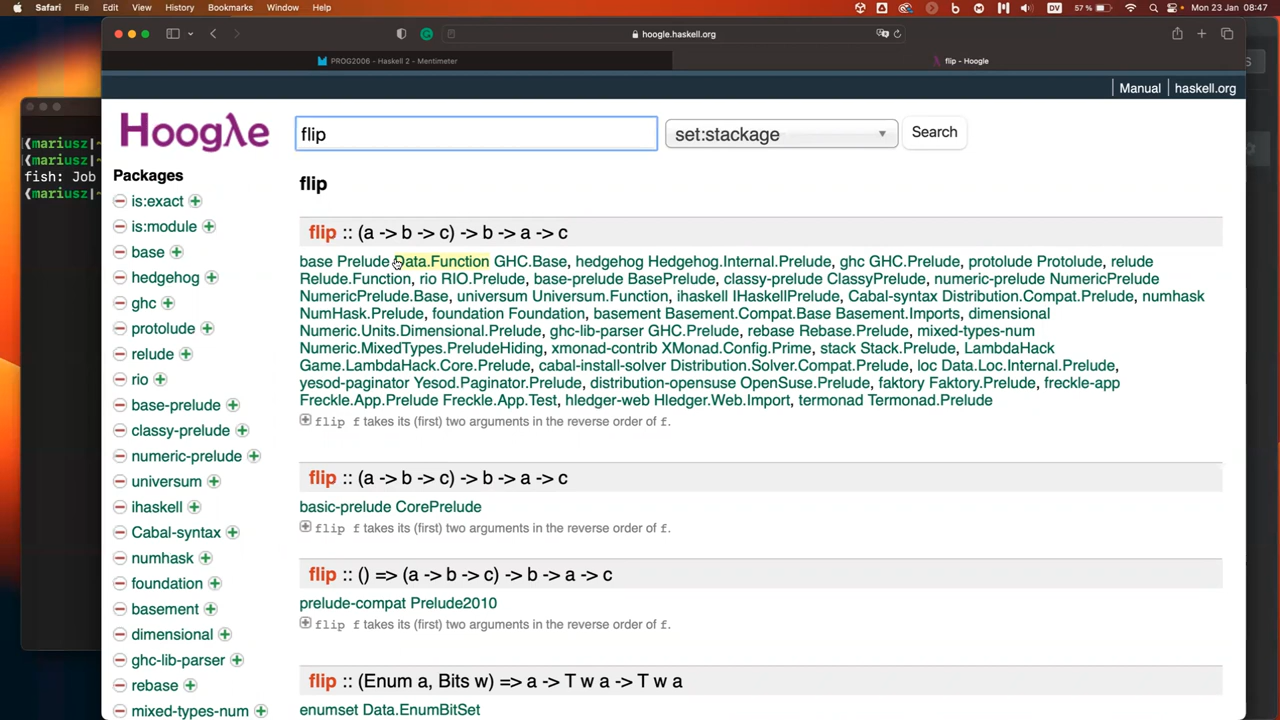 Safari File Edit View History Bookmarks Window Help
57 % Mon 23 Jan 08:47
DV
hoogle.haskell.org
PROG2006 - Haskell 2 - Mentimeter
flip - Hoogle
Manual haskell.org
Hoogλe
flip
set:stackage
Search
(mariusz|~
(mariusz|~
fish: Job
(mariusz|~
Packages
is:exact
is:module
base
hedgehog
ghc
protolude
relude
rio
base-prelude
classy-prelude
numeric-prelude
universum
ihaskell
Cabal-syntax
numhask
foundation
basement
dimensional
ghc-lib-parser
rebase
mixed-types-num
flip
flip :: (a -> b -> c) -> b -> a -> c
base Prelude Data.Function GHC.Base, hedgehog Hedgehog.Internal.Prelude, ghc GHC.Prelude, protolude Protolude, relude
Relude.Function, rio RIO.Prelude, base-prelude BasePrelude, classy-prelude ClassyPrelude, numeric-prelude NumericPrelude
NumericPrelude.Base, universum Universum.Function, ihaskell IHaskellPrelude, Cabal-syntax Distribution.Compat.Prelude, numhask
NumHask.Prelude, foundation Foundation, basement Basement.Compat.Base Basement.Imports, dimensional
Numeric.Units.Dimensional.Prelude, ghc-lib-parser GHC.Prelude, rebase Rebase.Prelude, mixed-types-num
Numeric.MixedTypes.PreludeHiding, xmonad-contrib XMonad.Config.Prime, stack Stack.Prelude, LambdaHack
Game.LambdaHack.Core.Prelude, cabal-install-solver Distribution.Solver.Compat.Prelude, loc Data.Loc.Internal.Prelude,
yesod-paginator Yesod.Paginator.Prelude, distribution-opensuse OpenSuse.Prelude, faktory Faktory.Prelude, freckle-app
Freckle.App.Prelude Freckle.App.Test, hledger-web Hledger.Web.Import, termonad Termonad.Prelude
flip f takes its (first) two arguments in the reverse order of f.
flip :: (a -> b -> c) -> b -> a -> c
basic-prelude CorePrelude
flip f takes its (first) two arguments in the reverse order of f.
flip :: () => (a -> b -> c) -> b -> a -> c
prelude-compat Prelude2010
flip f takes its (first) two arguments in the reverse order of f.
flip :: (Enum a, Bits w) => a -> T w a -> T w a
enumset Data.EnumBitSet